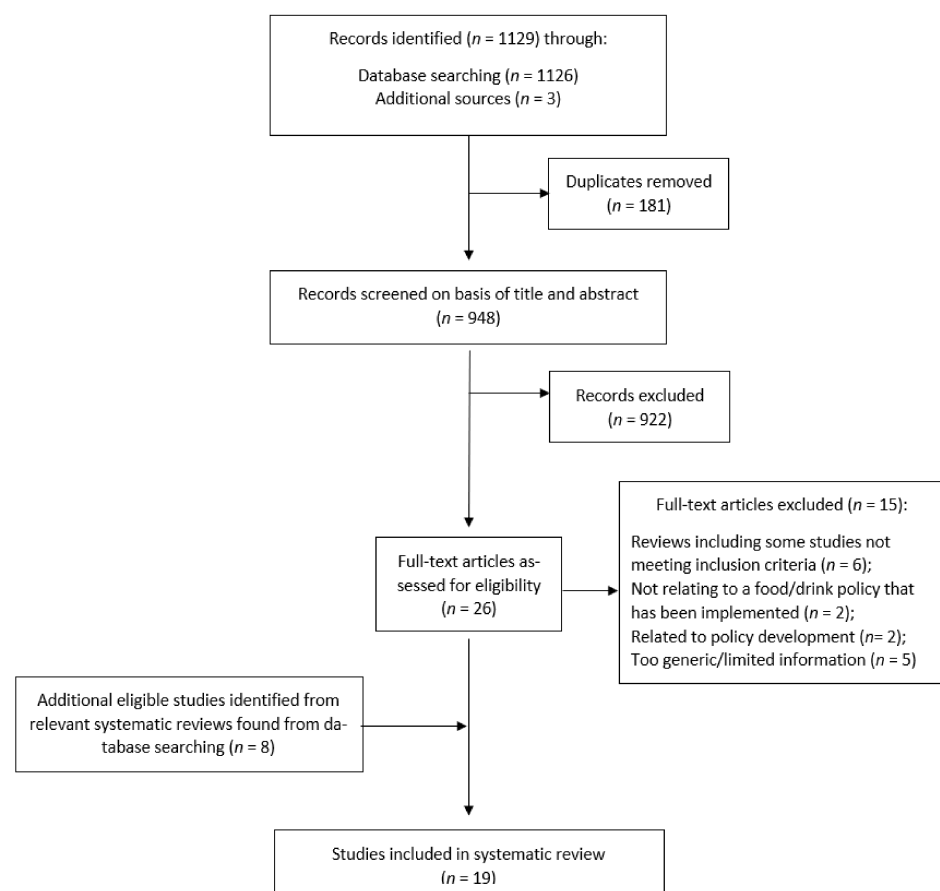 Records identified (n = 1129) through:
Database searching (n = 1126)
Additional sources (n = 3)
Duplicates removed
(n = 181)
Records screened on basis of title and abstract
(n = 948)
Records excluded
(n = 922)
Full-text articles as-
sessed for eligibility
(n = 26)
Full-text articles excluded (n = 15):
Reviews including some studies not
meeting inclusion criteria (n = 6);
Not relating to a food/drink policy that
has been implemented (n = 2);
Related to policy development (n= 2);
Too generic/limited information (n = 5)
Additional eligible studies identified from
relevant systematic reviews found from da-
tabase searching (n = 8)
Studies included in systematic review
(n = 19)